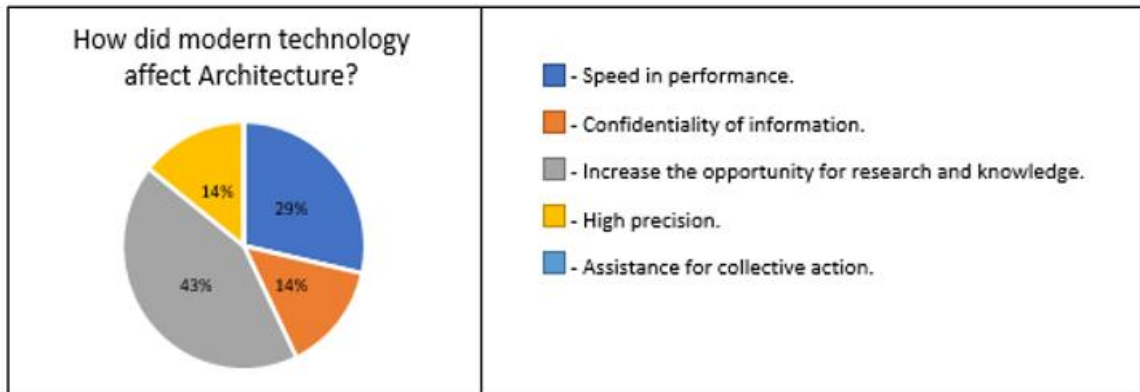 How did modern technology
affect Architecture?
14%
29%
43%
14%
- Speed in performance.
- Confidentiality of information.
- Increase the opportunity for research and knowledge.
- High precision.
- Assistance for collective action.